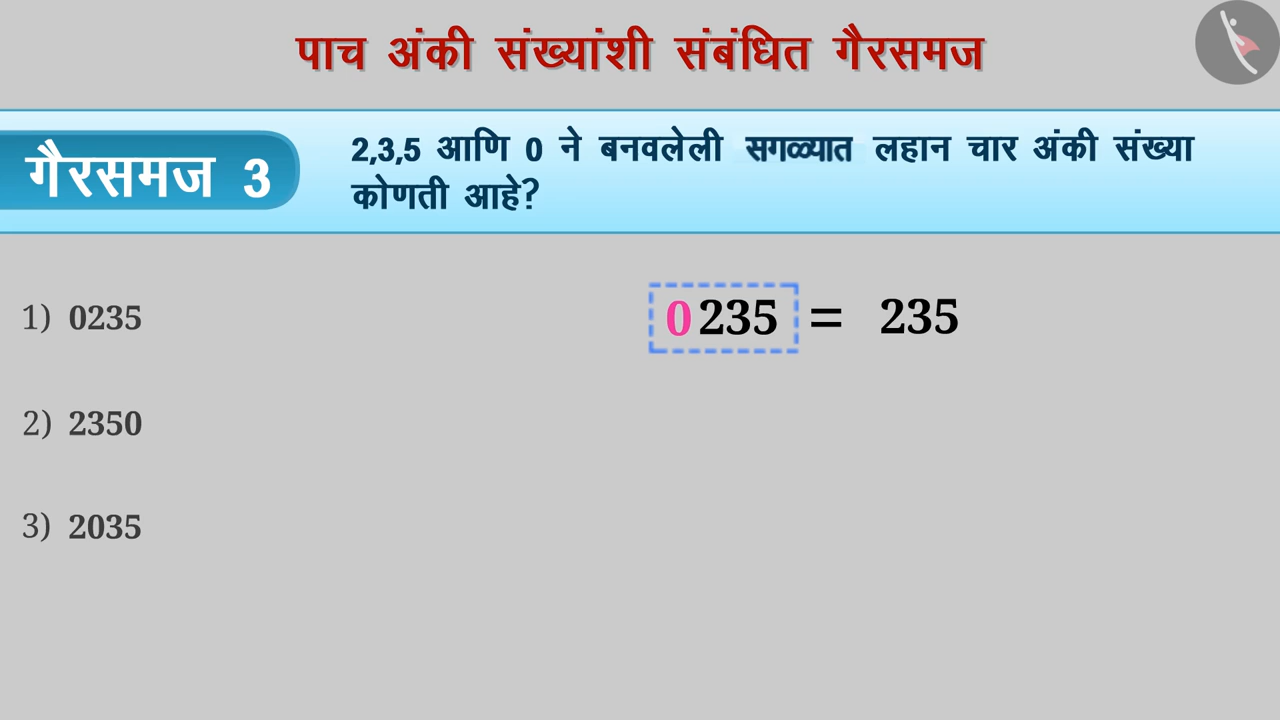 पाच अंकी संख्यांशी संबंधित गैरसमज
गैरसमज 3
2,3,5 आणि 0 ने बनवलेली सगळ्यात लहान चार अंकी संख्या
कोणती आहे?
1) 0235
0235 = 235
2) 2350
3) 2035